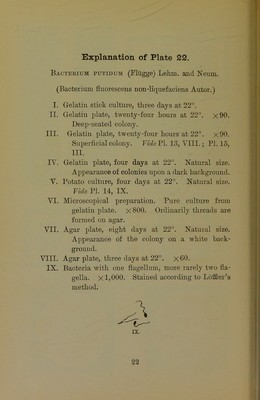 Explanation of Plate 22.
Bacterium putidum (Flügge) Lehm. and Neum.
(Bacterium fluorescens non-liquefaciens Autor.)
I. Gelatin stick culture, three days at 22°.
II. Gelatin plate, twenty-four hours at 22°. ×90.
Deep-seated colony.
III. Gelatin plate, twenty-four hours at 22°. ×90.
Superficial colony. Vide Pl. 13, VIII.; Pl. 15,
III.
IV. Gelatin plate, four days at 22°. Natural size.
Appearance of colonies upon a dark background.
V. Potato culture, four days at 22°. Natural size.
Vide Pl. 14, IX.
VI. Microscopical preparation. Pure culture from
gelatin plate. ×800. Ordinarily threads are
formed on agar.
VII. Agar plate, eight days at 22°. Natural size.
Appearance of the colony on a white back-
ground.
VIII. Agar plate, three days at 22°. ×60.
IX. Bacteria with one flagellum, more rarely two fla-
gella. ×1,000. Stained according to Löffler's
method.
IX.
22